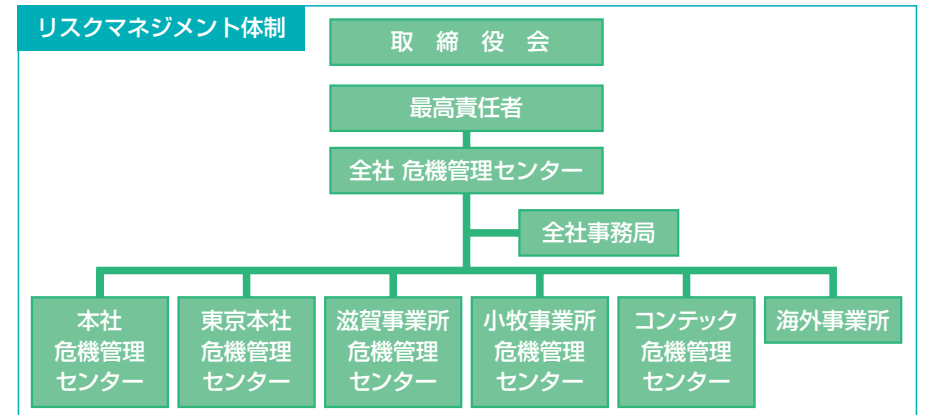 リスクマネジメント体制
取 締 役 会
最高責任者
全社 危機管理センター
全社事務局
本社
危機管理
センター
東京本社
危機管理
センター
滋賀事業所
危機管理
センター
小牧事業所
危機管理
センター
コンテック
危機管理
センター
海外事業所